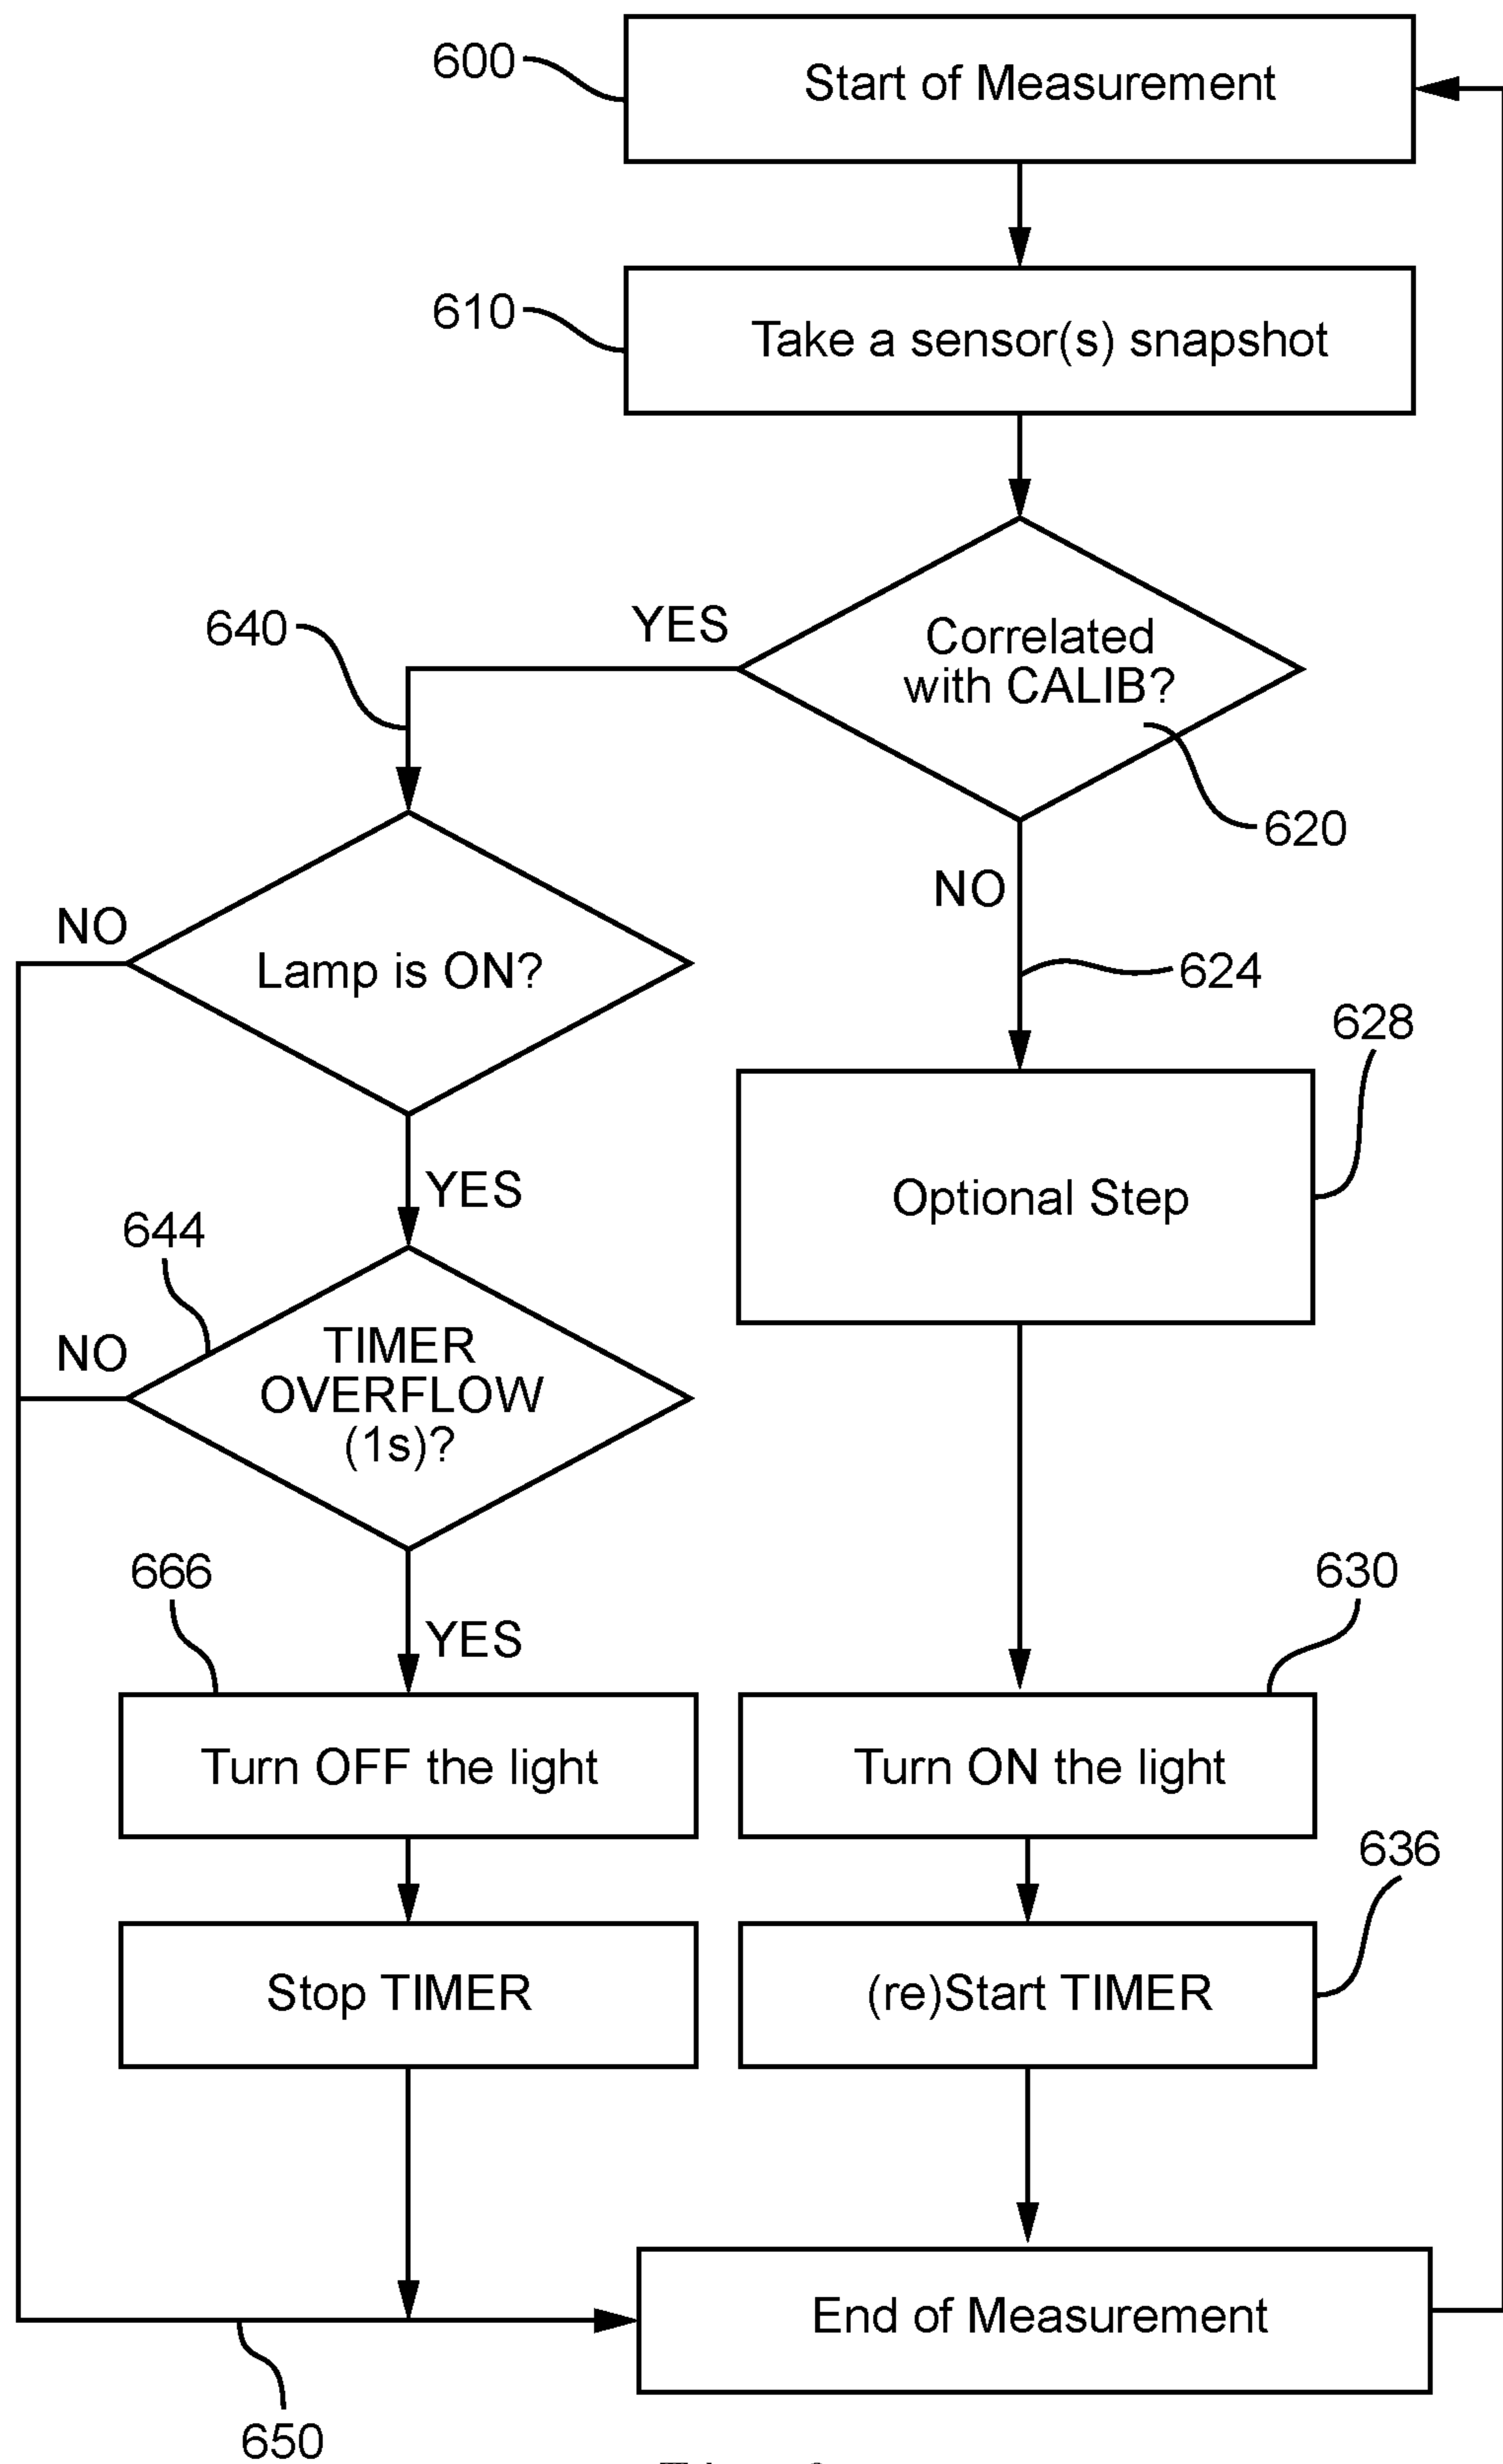 600
Start of Measurement
610
Take a sensor(s) snapshot
640
YES
Correlated
with CALIB?
620
NO
624
NO
Lamp is ON?
628
Optional Step
YES
644
NO
TIMER
OVERFLOW
(1s)?
666
YES
630
Turn OFF the light
Turn ON the light
636
Stop TIMER
(re)Start TIMER
End of Measurement
650